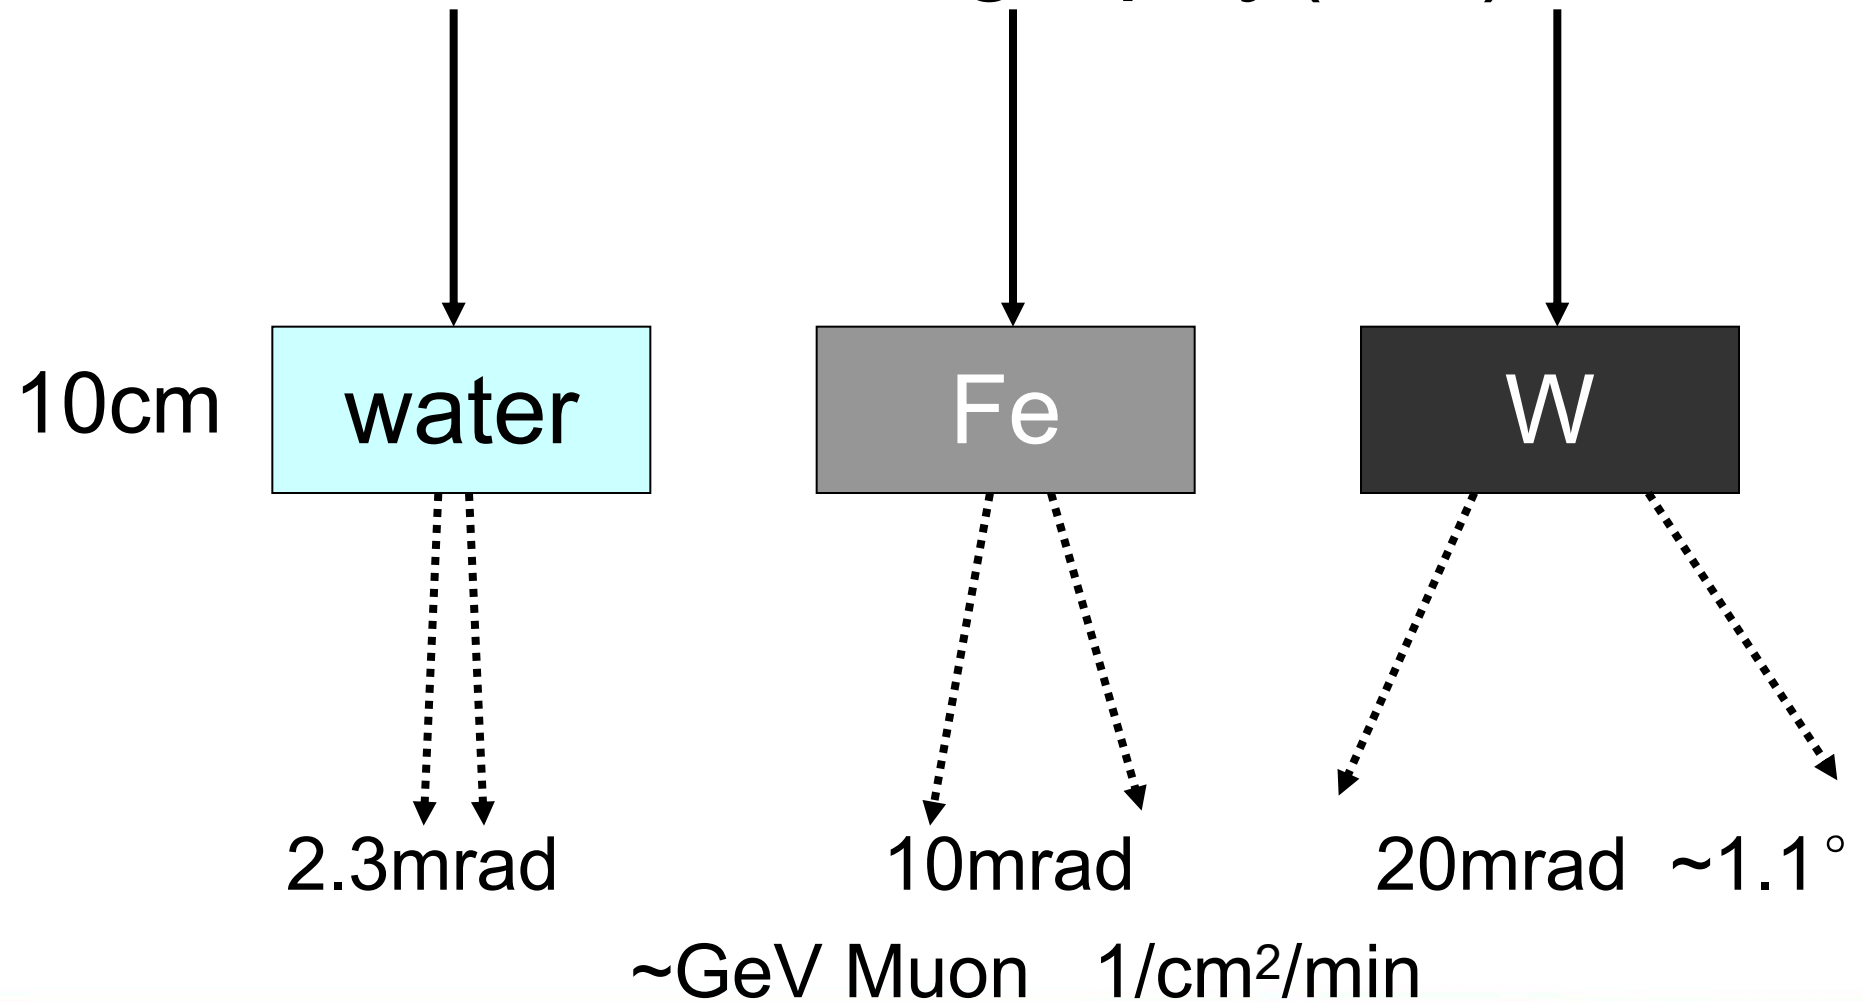 10cm water Fe W
2.3mrad 10mrad 20mrad ~1.1°
~GeV Muon 1/cm²/min